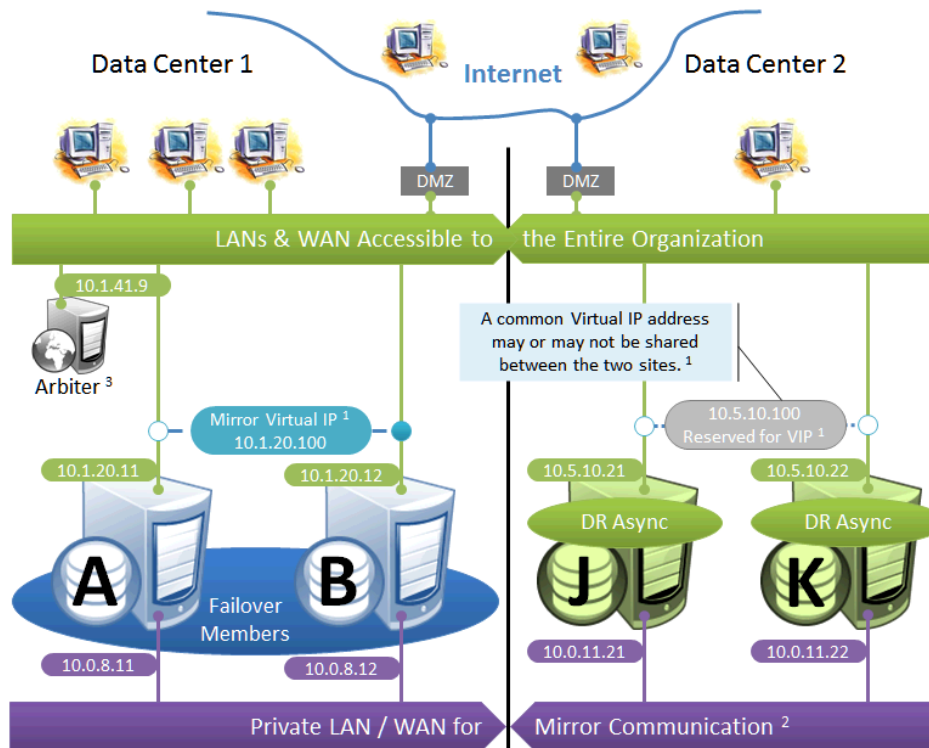 Data Center 1
Internet
Data Center 2
DMZ
DMZ
LANs & WAN Accessible to
the Entire Organization
10.1.41.9
Arbiter ³
A common Virtual IP address
may or may not be shared
between the two sites. ¹
Mirror Virtual IP ¹
10.1.20.100
10.5.10.100
Reserved for VIP ¹
10.1.20.11
10.1.20.12
10.5.10.21
10.5.10.22
DR Async
DR Async
A
B
J
K
Failover
Members
10.0.8.11
10.0.8.12
10.0.11.21
10.0.11.22
Private LAN / WAN for
Mirror Communication ²